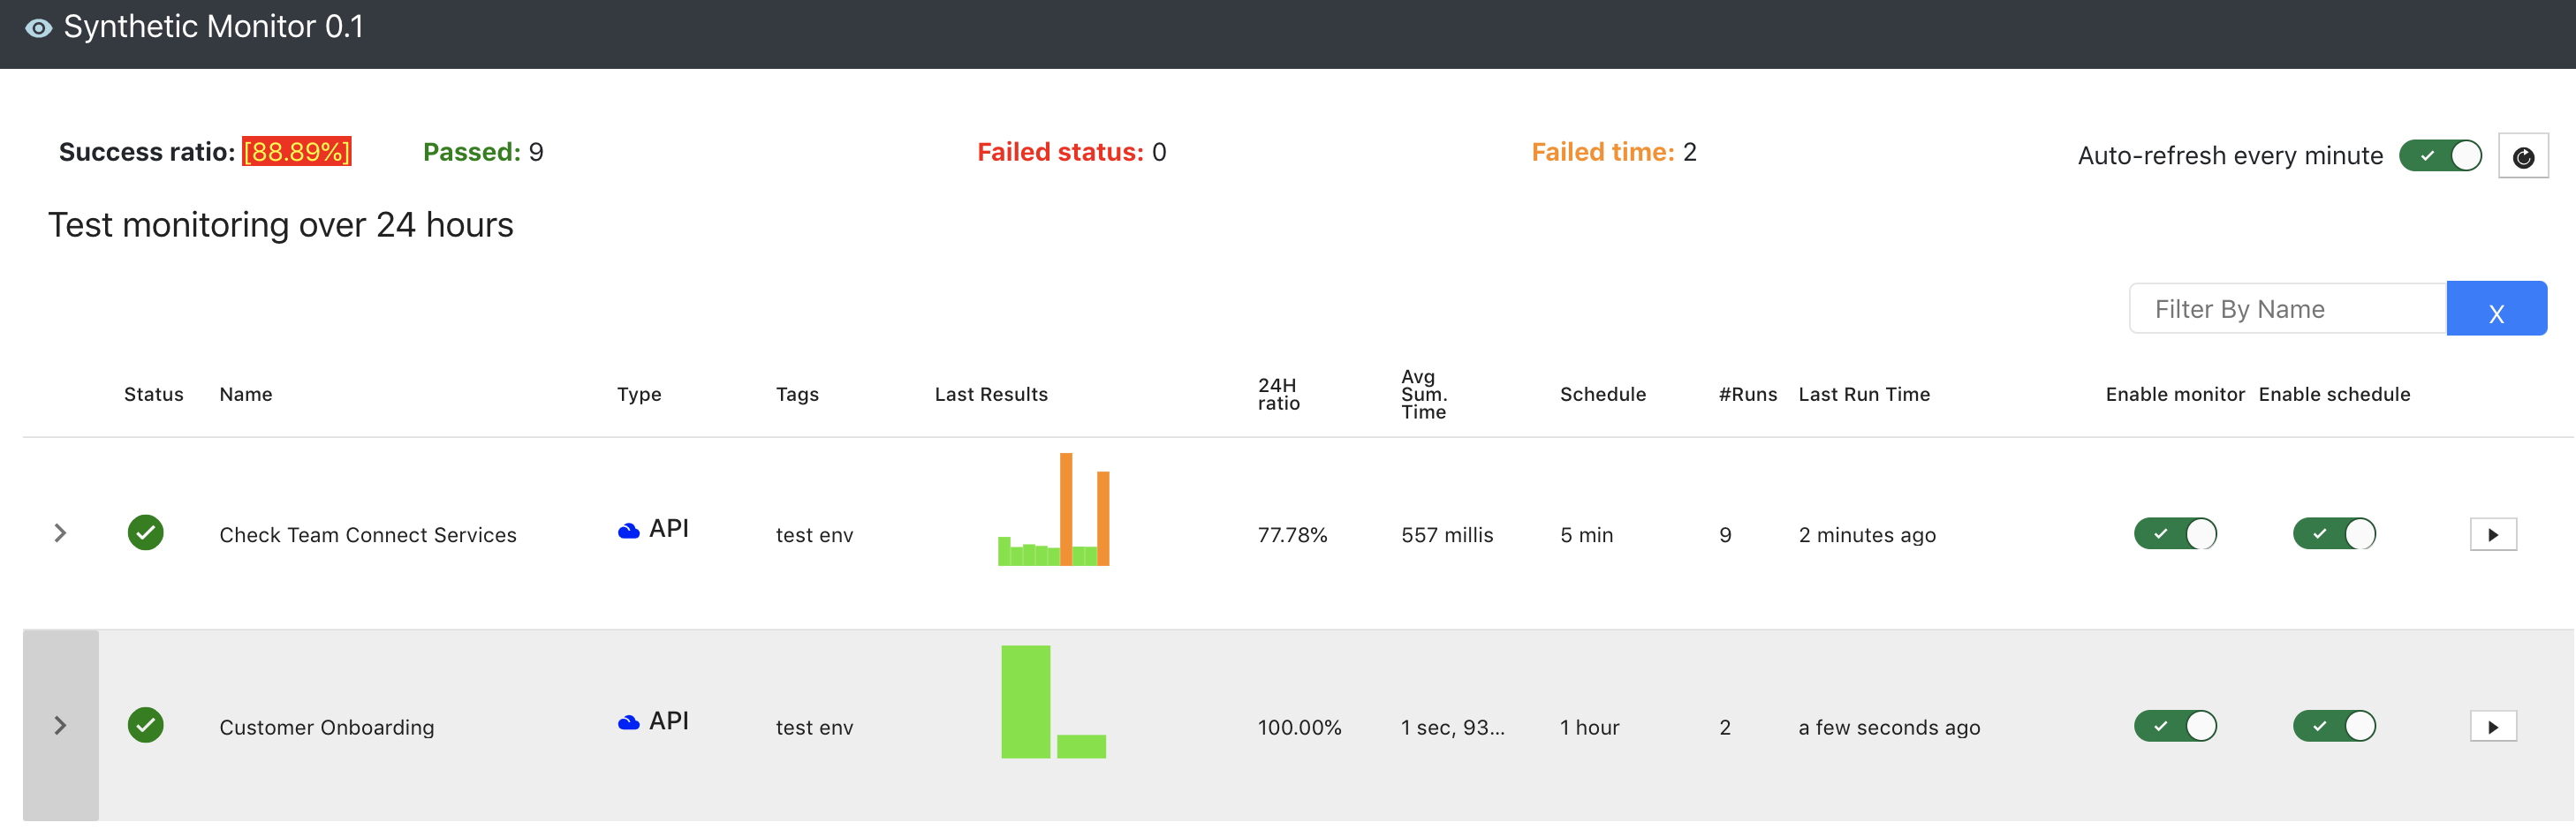 Synthetic Monitor 0.1
Success ratio: [88.89%] Passed: 9 Failed status: 0 Failed time: 2 Auto-refresh every minute
Test monitoring over 24 hours
Filter By Name X
Status Name Type Tags Last Results 24H ratio Avg Sum. Time Schedule #Runs Last Run Time Enable monitor Enable schedule
Check Team Connect Services API test env 77.78% 557 millis 5 min 9 2 minutes ago
Customer Onboarding API test env 100.00% 1 sec, 93... 1 hour 2 a few seconds ago